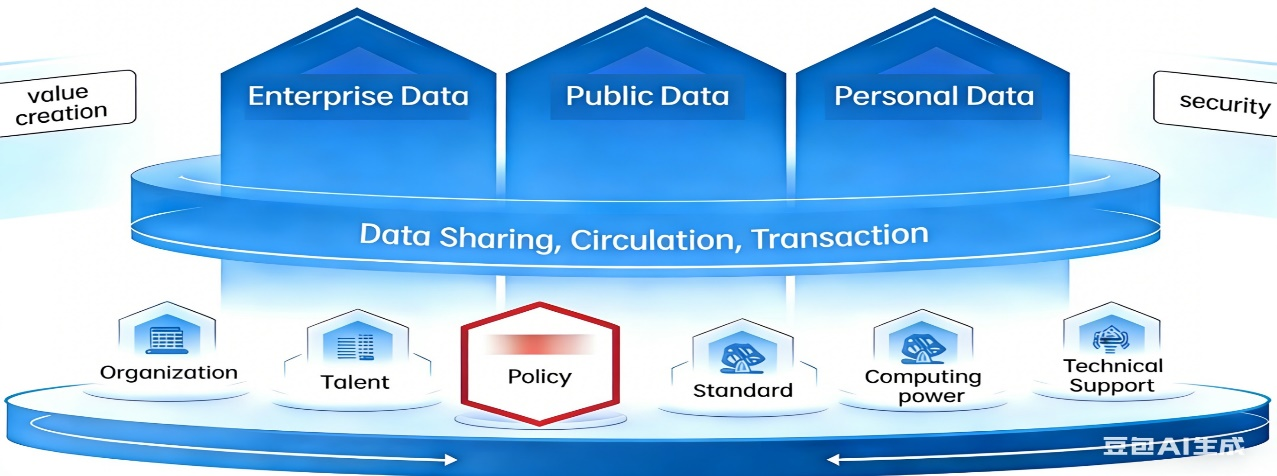 Enterprise Data
Public Data
Personal Data
value
creation
security
Data Sharing, Circulation, Transaction
Organization
Talent
Policy
Standard
Computing
power
Technical
Support
豆包AI生成